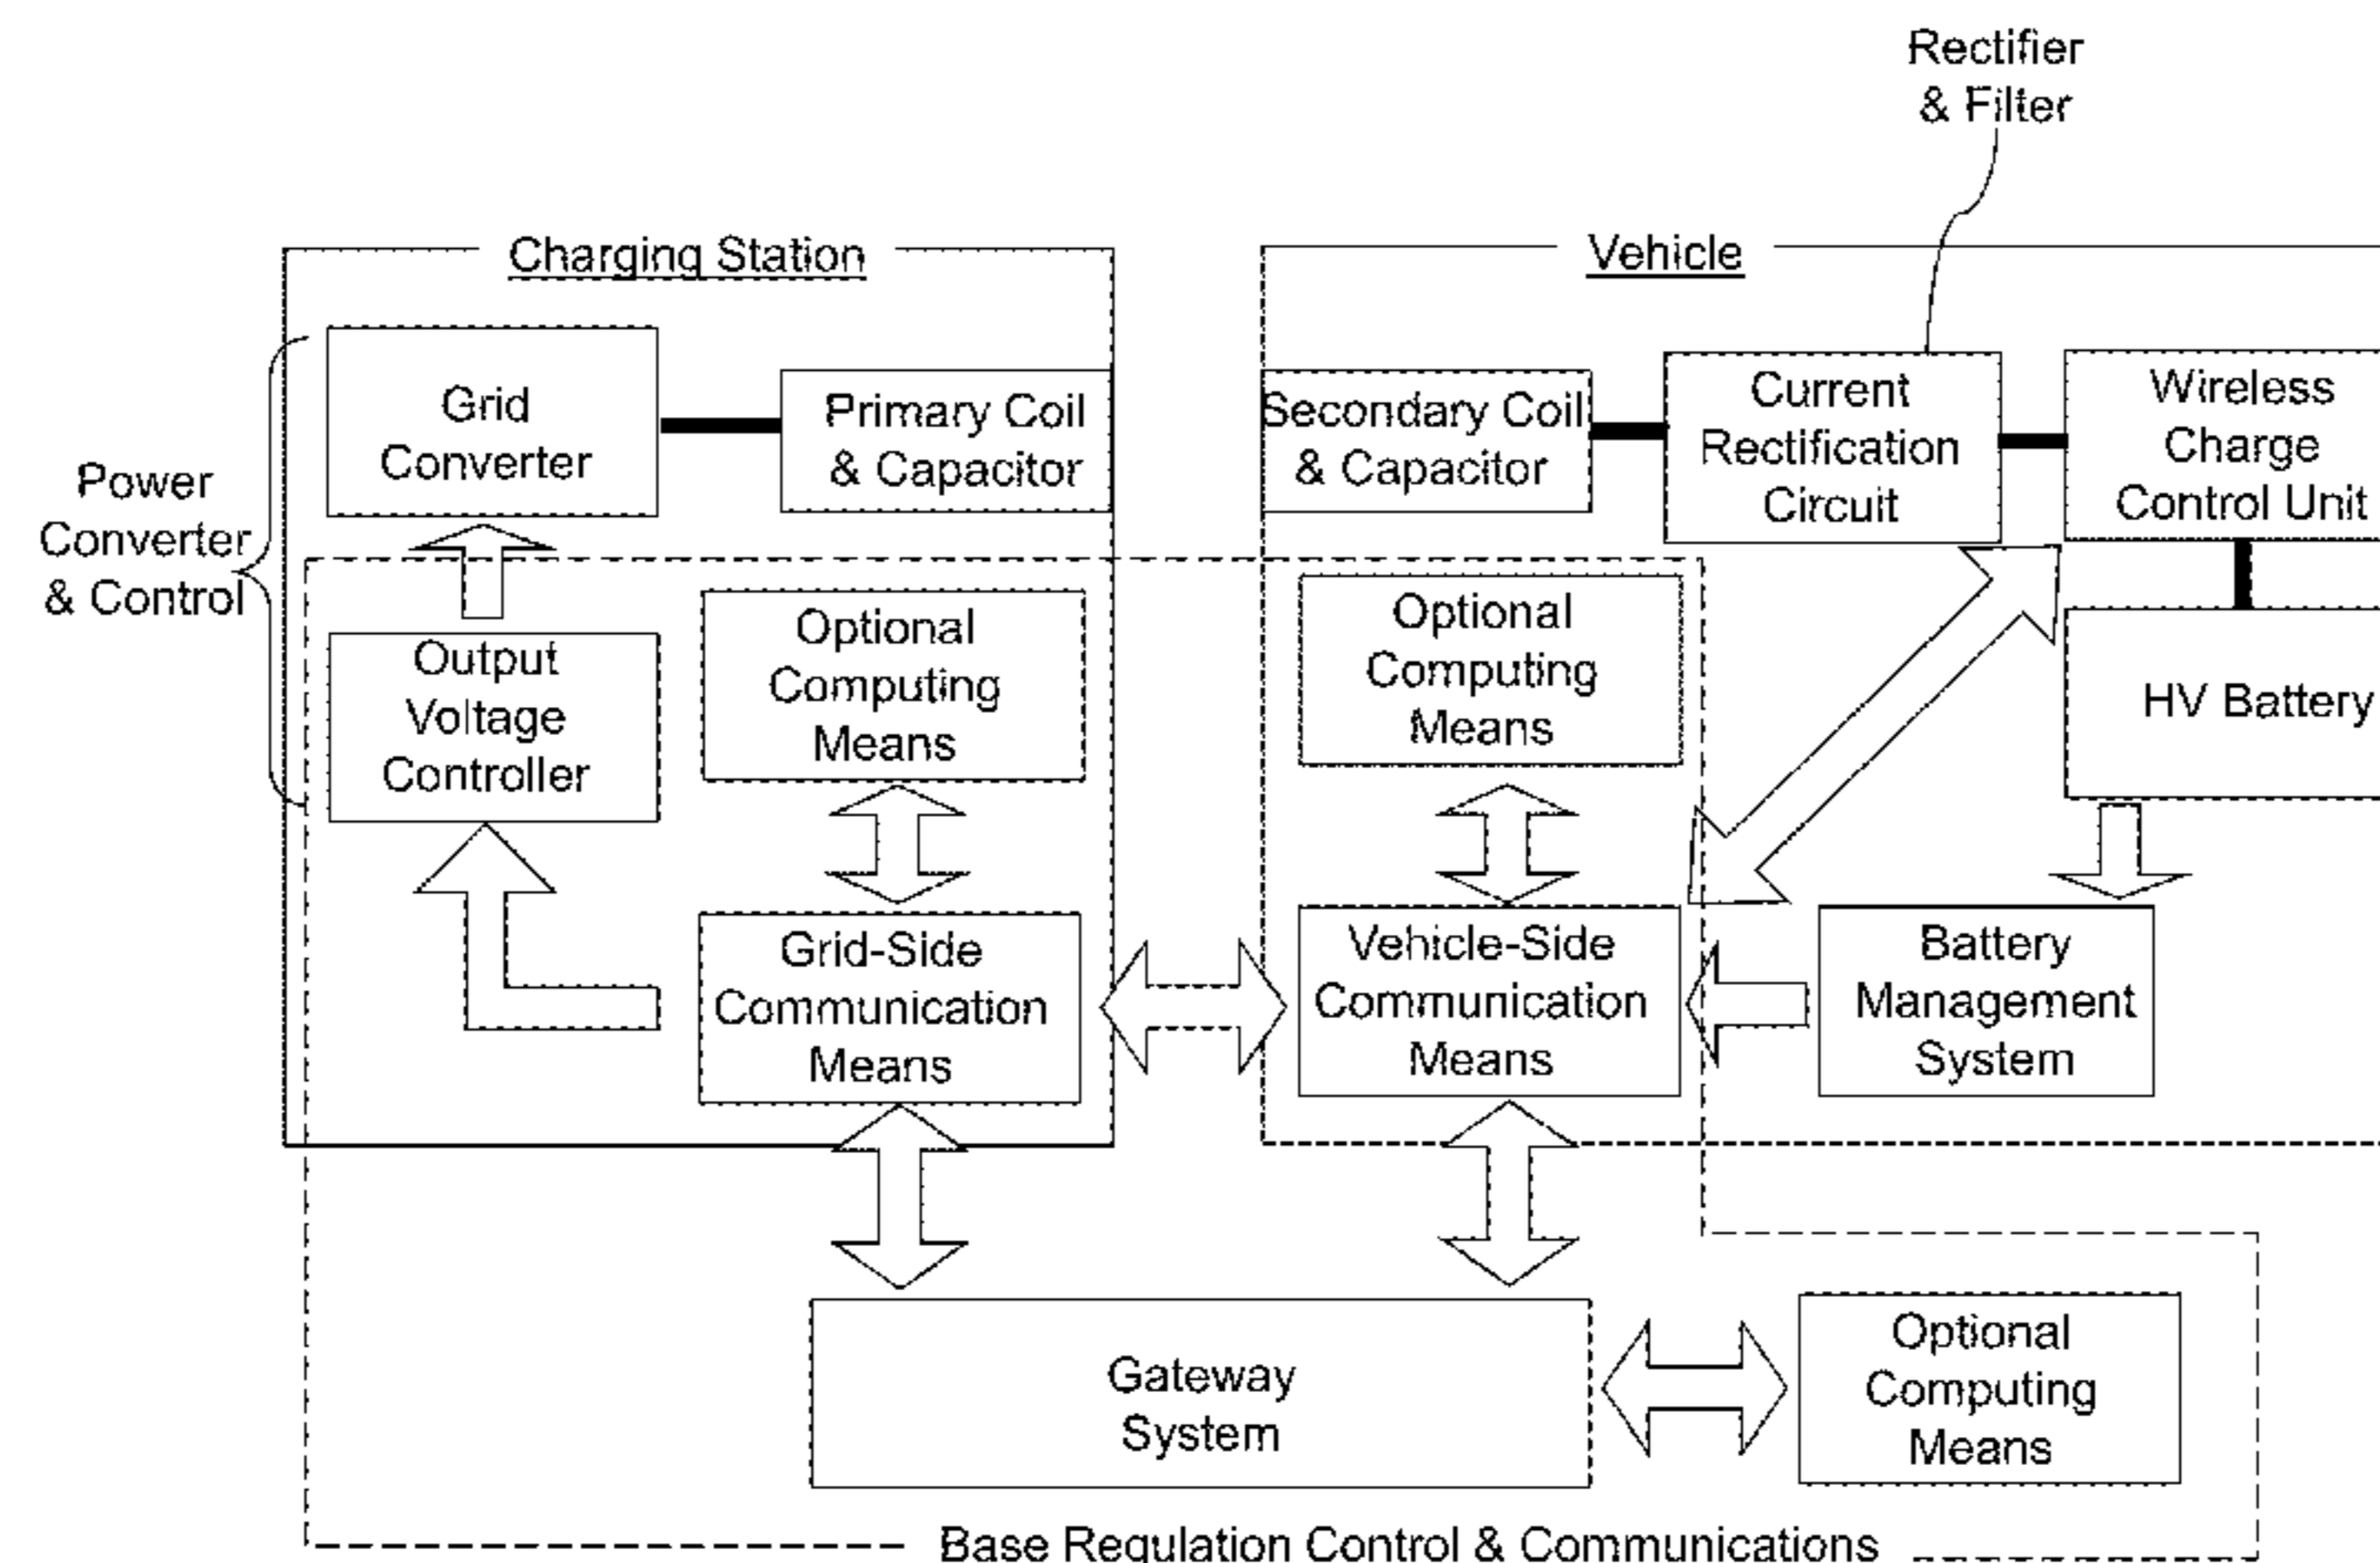 Rectifier
& Filter
Charging Station
Vehicle
Grid
Converter
Primary Coil
& Capacitor
Secondary Coil
& Capacitor
Current
Rectification
Circuit
Wireless
Charge
Control Unit
Power
Converter
& Control
Output
Voltage
Controller
Optional
Computing
Means
Optional
Computing
Means
HV Battery
Grid-Side
Communication
Means
Vehicle-Side
Communication
Means
Battery
Management
System
Gateway
System
Optional
Computing
Means
Base Regulation Control & Communications